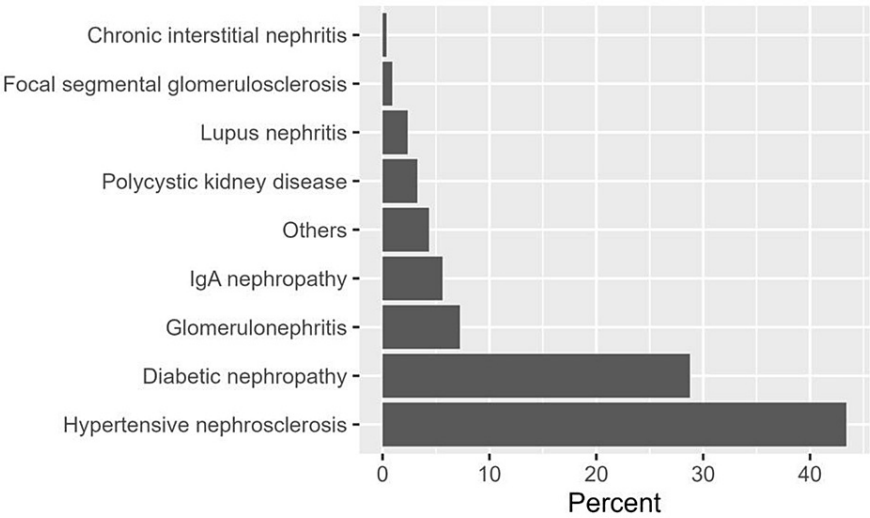 Chronic interstitial nephritis
Focal segmental glomerulosclerosis
Lupus nephritis
Polycystic kidney disease
Others
IgA nephropathy
Glomerulonephritis
Diabetic nephropathy
Hypertensive nephrosclerosis
0 10 20 30 40
Percent